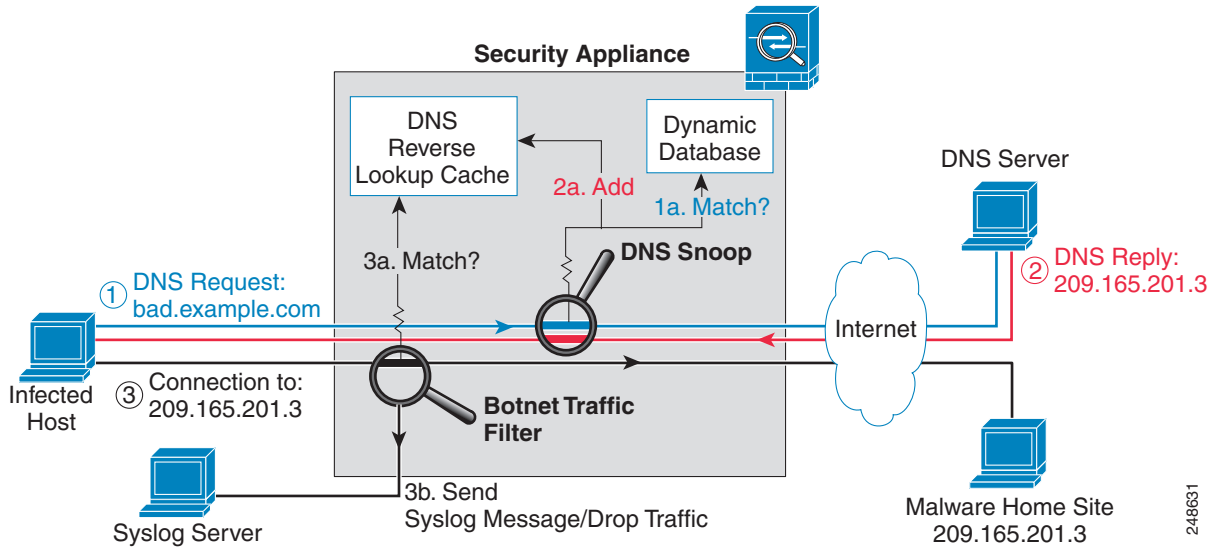 Security Appliance
DNS
Reverse
Lookup Cache
Dynamic
Database
2a. Add
1a. Match?
DNS Server
3a. Match?
DNS Snoop
① DNS Request:
bad.example.com
② DNS Reply:
209.165.201.3
Internet
Infected
Host
③ Connection to:
209.165.201.3
Botnet Traffic
Filter
3b. Send
Syslog Message/Drop Traffic
Syslog Server
Malware Home Site
209.165.201.3
248631